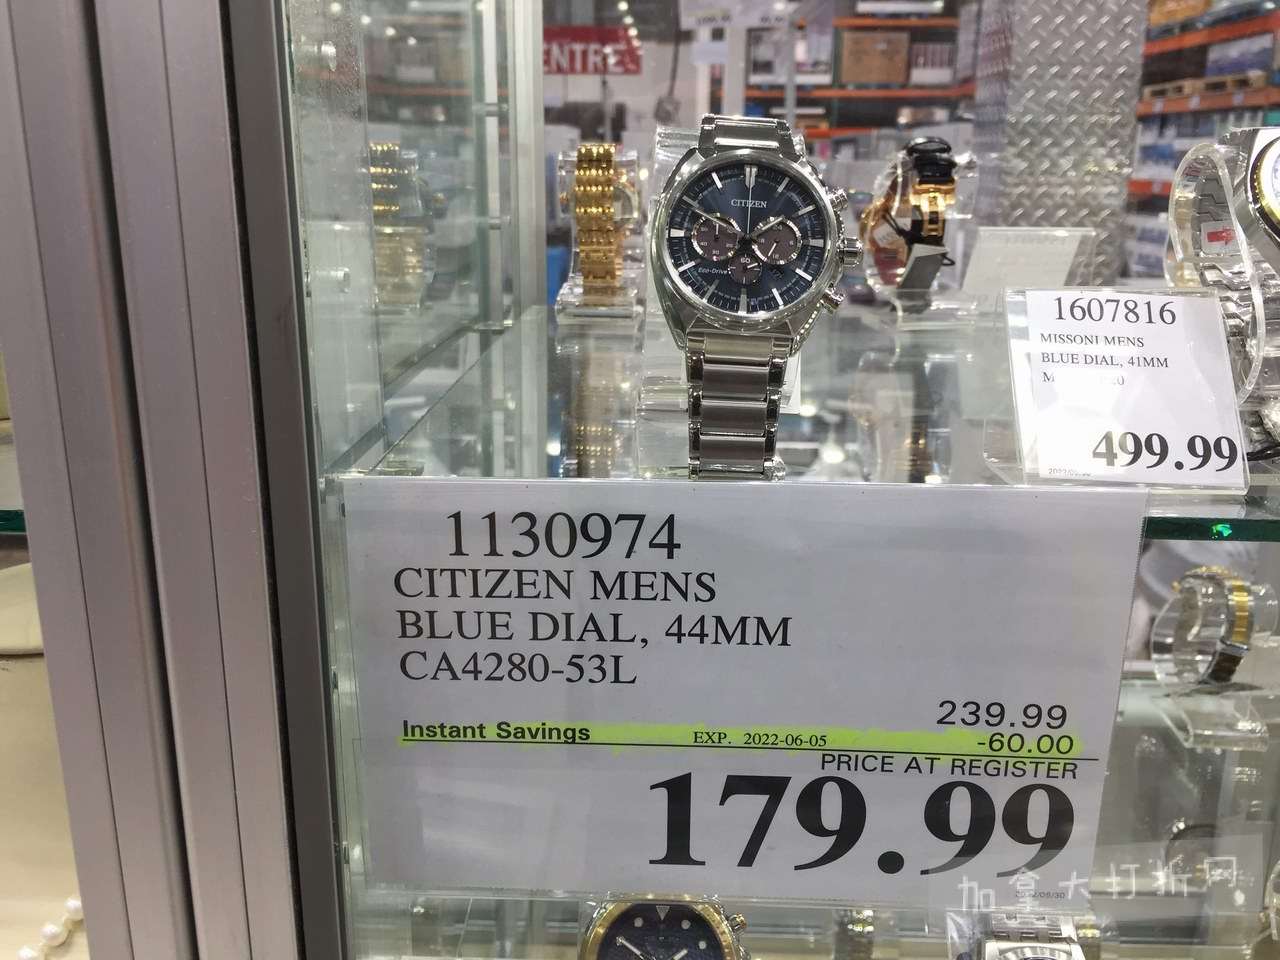 ENTRE
CITIZEN
Eco-Drive
60
1607816
MISSONI MENS
BLUE DIAL, 41MM
499.99
1130974
CITIZEN MENS
BLUE DIAL, 44MM
CA4280-53L
239.99
Instant Savings EXP. 2022-06-05 -60.00
PRICE AT REGISTER
179.99
加拿大打折网